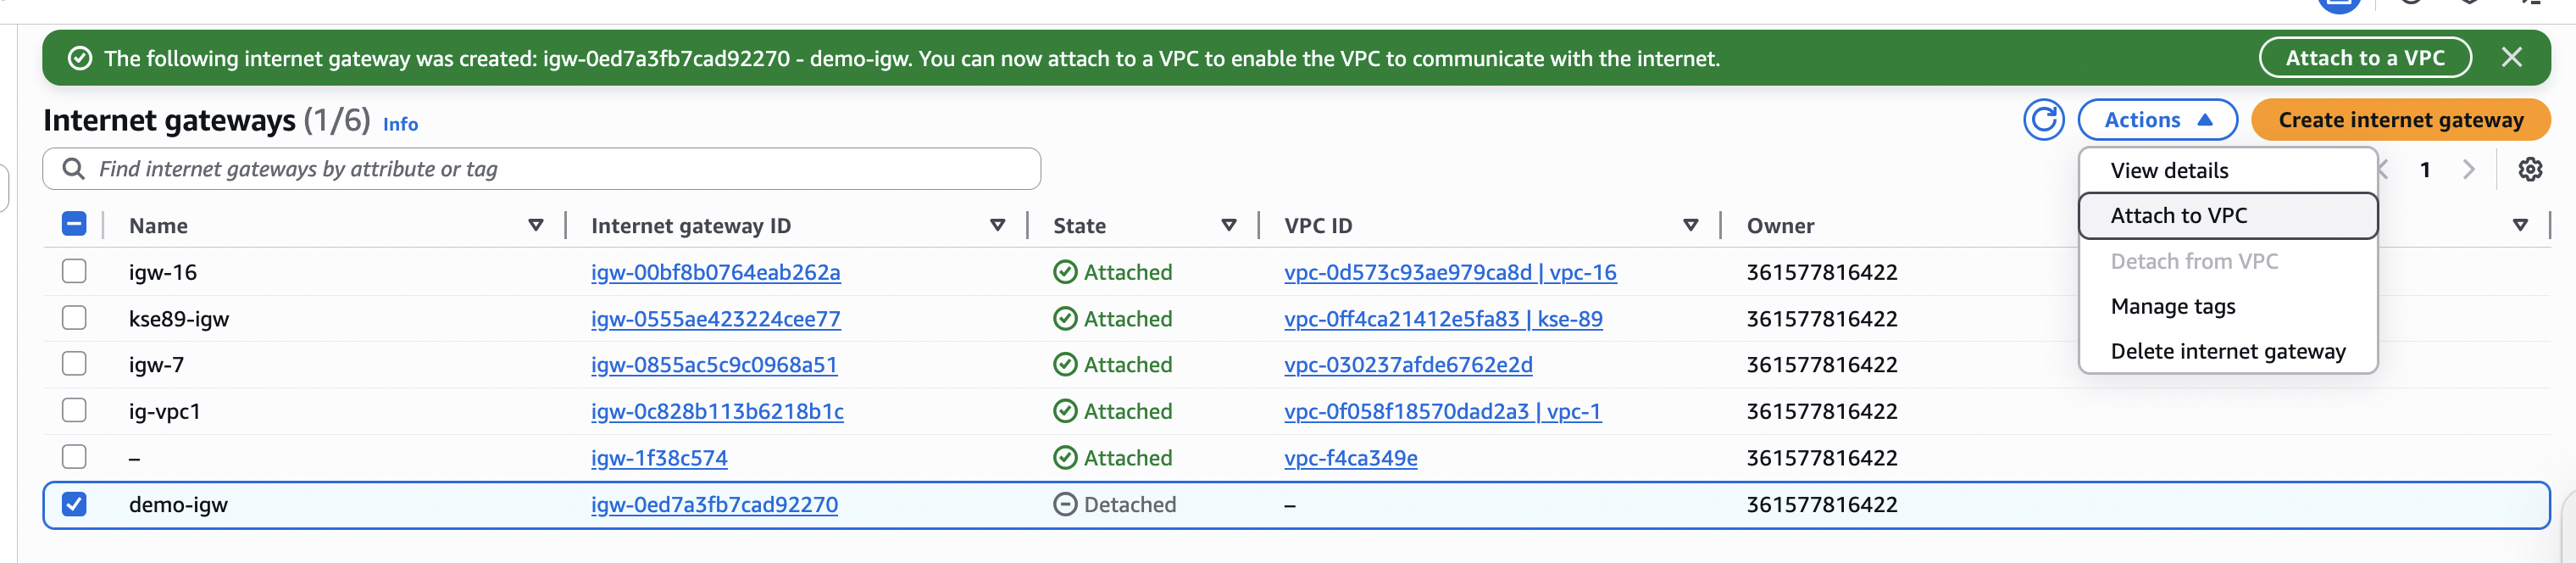 The following internet gateway was created: igw-0ed7a3fb7cad92270 - demo-igw. You can now attach to a VPC to enable the VPC to communicate with the internet.
Attach to a VPC
Internet gateways (1/6) Info
Actions
Create internet gateway
Find internet gateways by attribute or tag
1
View details
Attach to VPC
Detach from VPC
Manage tags
Delete internet gateway
Name Internet gateway ID State VPC ID Owner
igw-16 igw-00bf8b0764eab262a Attached vpc-0d573c93ae979ca8d | vpc-16 361577816422
kse89-igw igw-0555ae423224cee77 Attached vpc-0ff4ca21412e5fa83 | kse-89 361577816422
igw-7 igw-0855ac5c9c0968a51 Attached vpc-030237afde6762e2d 361577816422
ig-vpc1 igw-0c828b113b6218b1c Attached vpc-0f058f18570dad2a3 | vpc-1 361577816422
– igw-1f38c574 Attached vpc-f4ca349e 361577816422
demo-igw igw-0ed7a3fb7cad92270 Detached – 361577816422